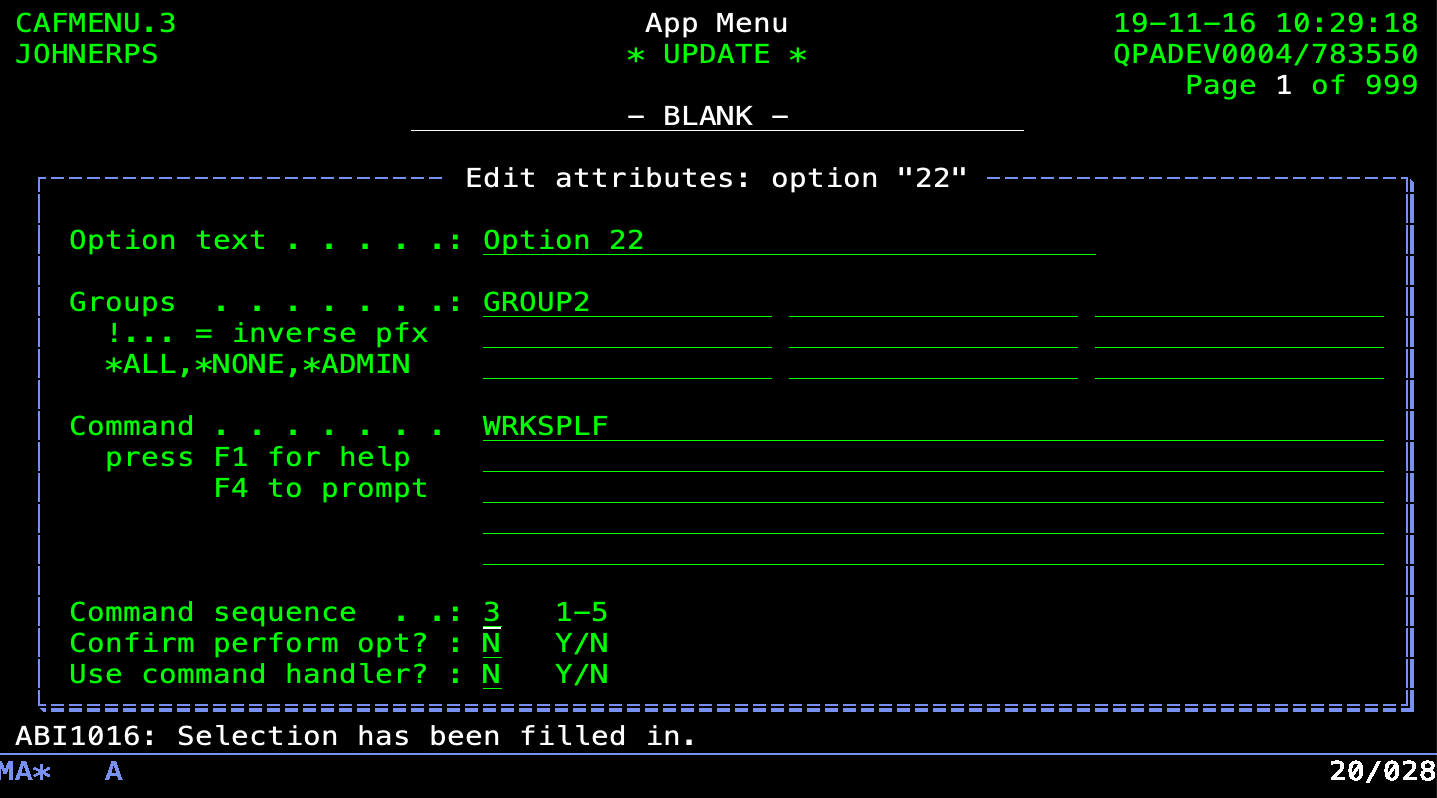 CAFMENU.3 App Menu 19-11-16 10:29:18
JOHNERPS * UPDATE * QPADEV0004/783550
Page 1 of 999
- BLANK -
Edit attributes: option "22"
Option text . . . . .: Option 22
Groups . . . . . . .: GROUP2
!... = inverse pfx
*ALL,*NONE,*ADMIN
Command . . . . . . . WRKSPLF
press F1 for help
F4 to prompt
Command sequence . .: 3 1-5
Confirm perform opt? : N Y/N
Use command handler? : N Y/N
ABI1016: Selection has been filled in.
MA* A 20/028